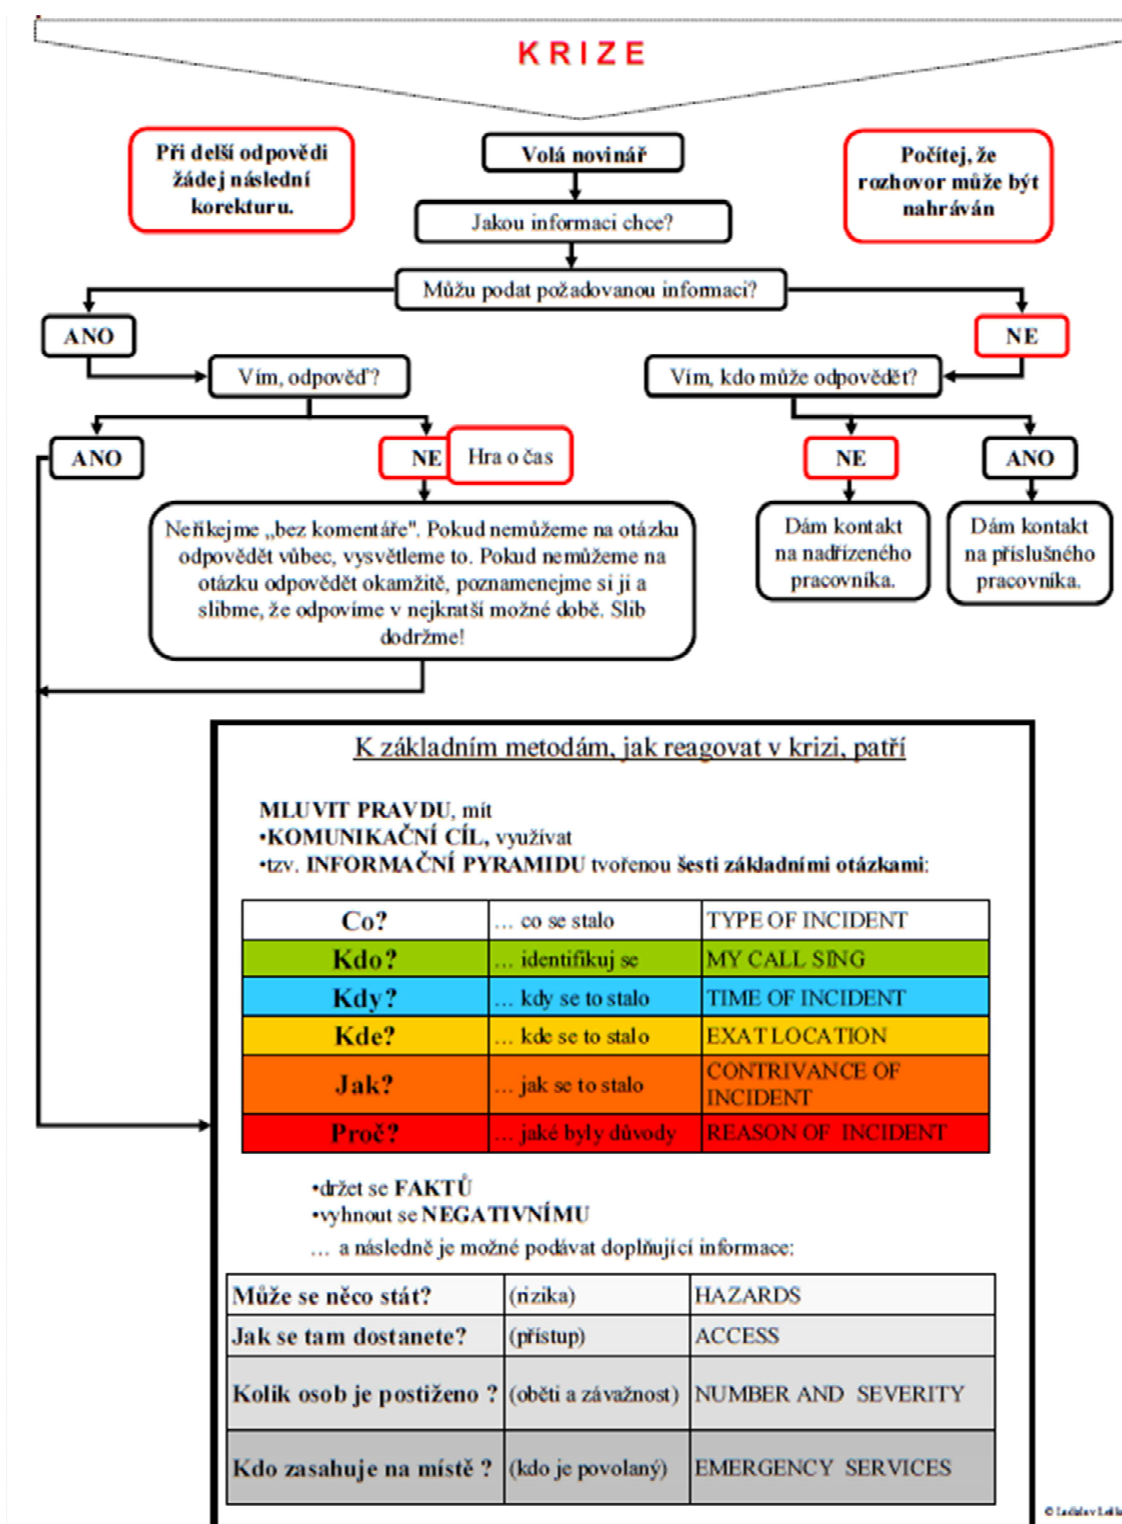 KRIZE
Při delší odpovědi
žádej následní
korekturu.
Volá novinář
Počítej, že
rozhovor může být
nahráván
Jakou informaci chce?
Můžu podat požadovanou informaci?
ANO
NE
Vím, odpověď?
Vím, kdo může odpovědět?
ANO
NE
Hra o čas
NE
ANO
Neříkejme „bez komentáře". Pokud nemůžeme na otázku
odpovědět vůbec, vysvětleme to. Pokud nemůžeme na
otázku odpovědět okamžitě, poznamenejme si ji a
slibme, že odpovíme v nejkratší možné době. Slib
dodržme!
Dám kontakt
na nadřízeného
pracovníka.
Dám kontakt
na příslušného
pracovníka.
K základním metodám, jak reagovat v krizi, patří
MLUVIT PRAVDU, mít
•KOMUNIKAČNÍ CÍL, využívat
•tzv. INFORMAČNÍ PYRAMIDU tvořenou šesti základními otázkami:
Co? ... co se stalo TYPE OF INCIDENT
Kdo? ... identifikuj se MY CALL SING
Kdy? ... kdy se to stalo TIME OF INCIDENT
Kde? ... kde se to stalo EXAT LOCATION
Jak? ... jak se to stalo CONTRIVANCE OF
INCIDENT
Proč? ... jaké byly důvody REASON OF INCIDENT
•držet se FAKTŮ
•vyhnout se NEGATIVNÍMU
... a následně je možné podávat doplňující informace:
Může se něco stát? (rizika) HAZARDS
Jak se tam dostanete? (přístup) ACCESS
Kolik osob je postiženo ? (oběti a závažnost) NUMBER AND SEVERITY
Kdo zasahuje na místě ? (kdo je povolaný) EMERGENCY SERVICES
© Ladislav